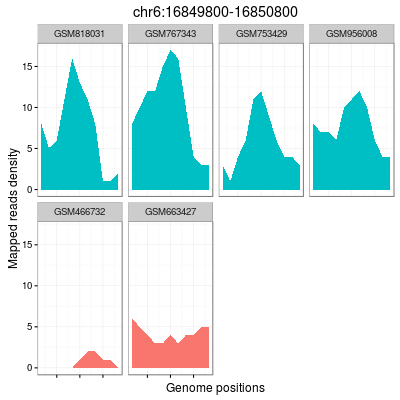 chr6:16849800-16850800
GSM818031 GSM767343 GSM753429 GSM956008
15
10
5
0
GSM466732 GSM663427
15
10
5
0
Mapped reads density
Genome positions